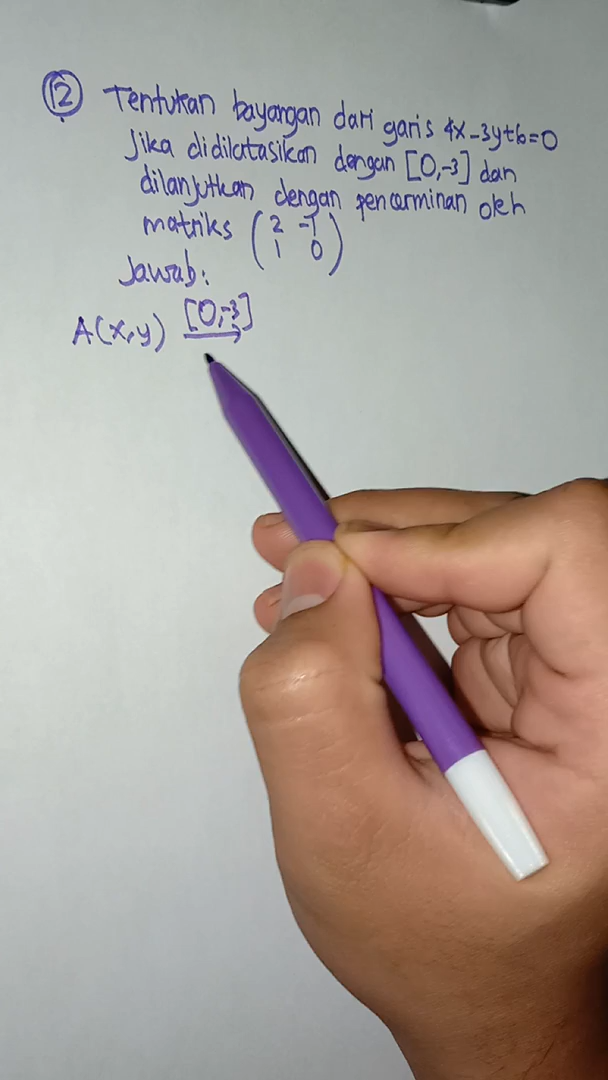 12 Tentukan bayangan dari garis 4x-3y+6=0
Jika didilatasikan dengan [0,-3] dan
dilanjutkan dengan pencerminan oleh
matriks (2 -1
1 0)
Jawab:
A(x,y) [0,-3] →